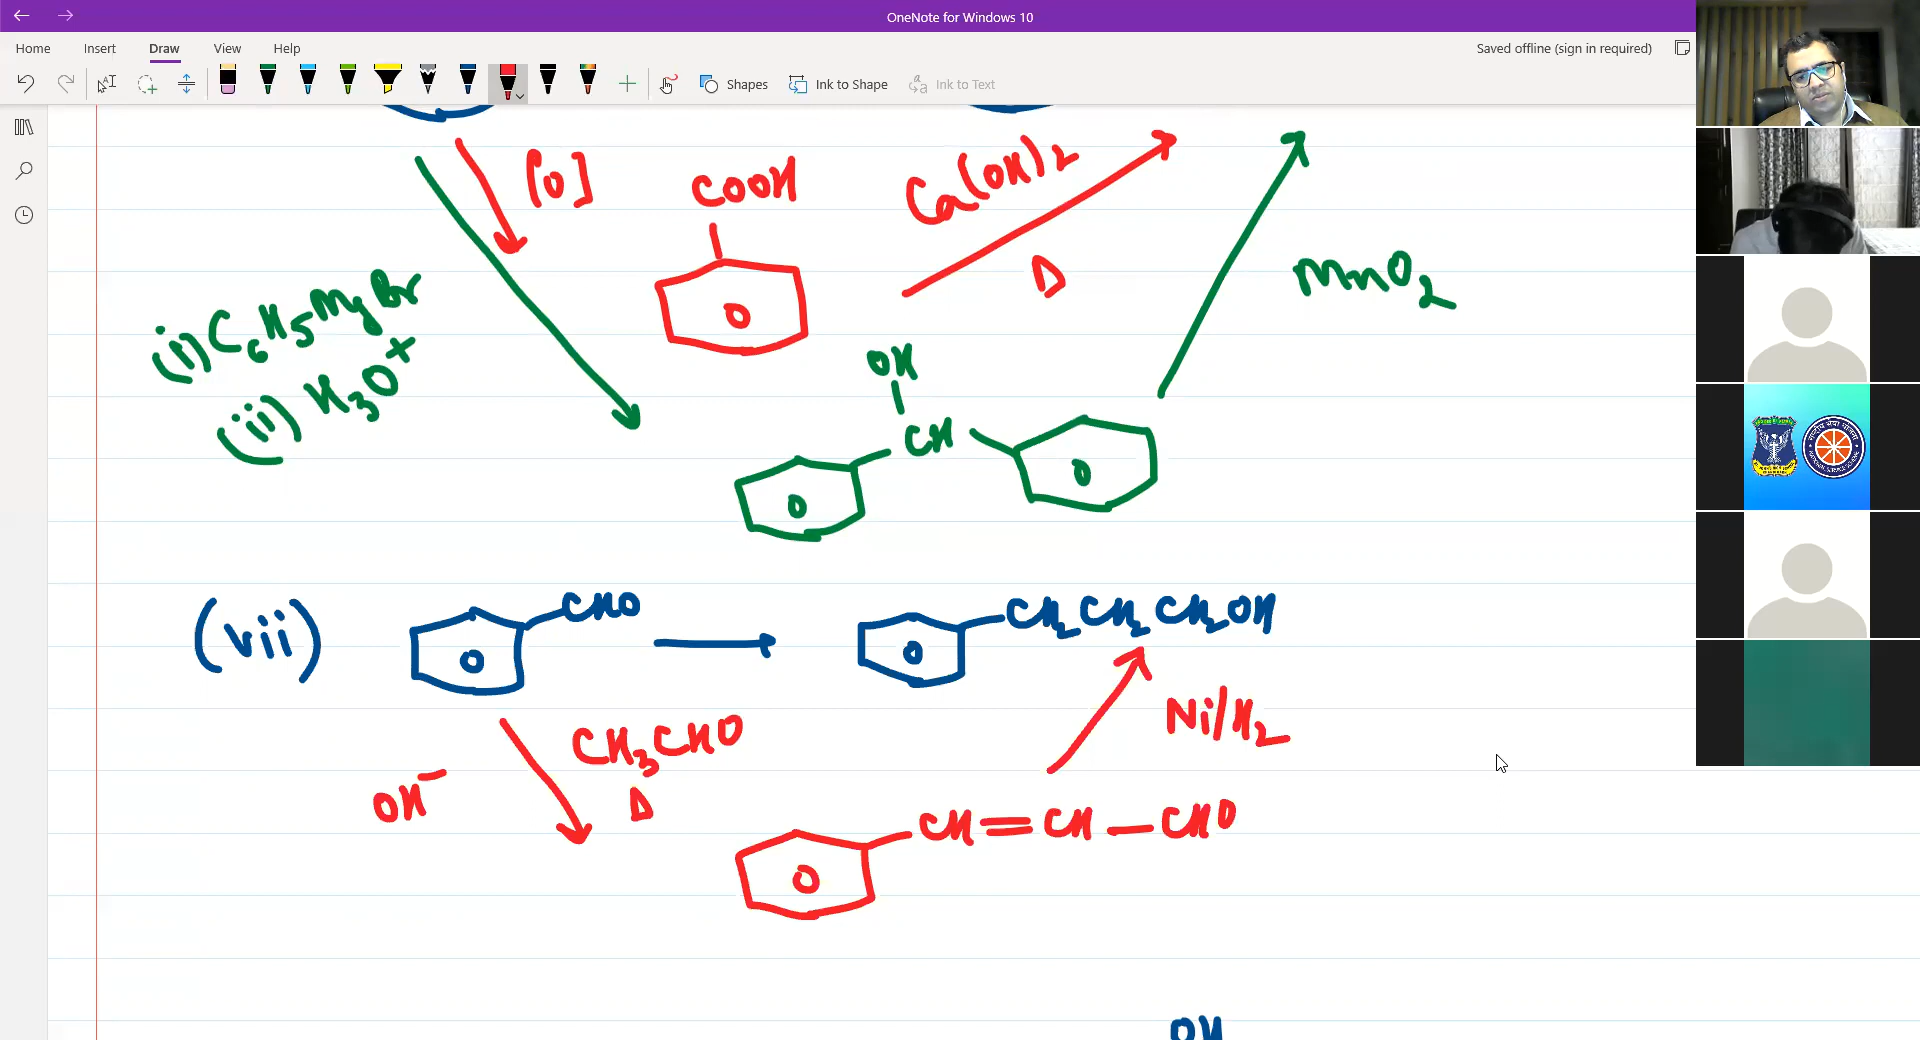 OneNote for Windows 10
Home Insert Draw View Help
Saved offline (sign in required)
Shapes Ink to Shape Ink to Text
[O]
COOH
Ca(OH)2
Δ
MnO2
(i) C6H5MgBr
(ii) H3O+
OH
CH
(vii) CHO → CH2CH2CH2OH
CH3CHO
OH−
Δ
Ni/H2
CH=CH—CHO
OH